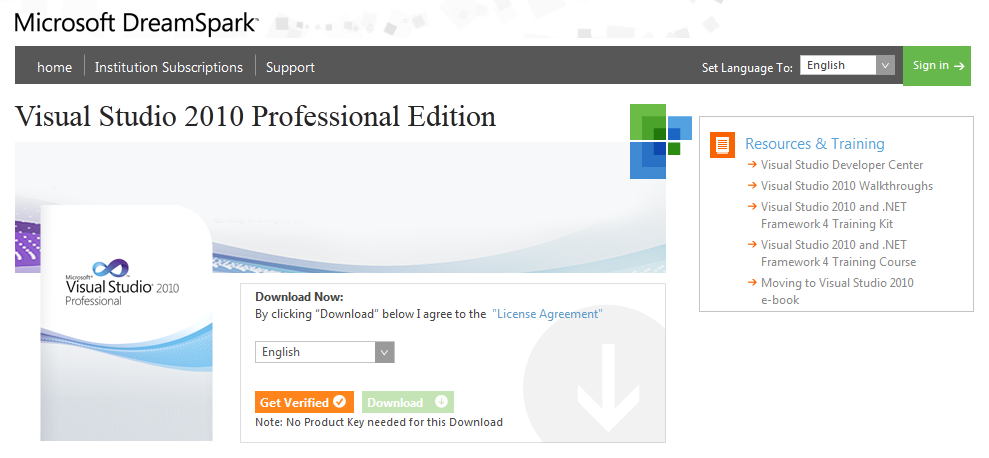 Microsoft DreamSpark™
home
Institution Subscriptions
Support
Set Language To:
English
Sign in
Visual Studio 2010 Professional Edition
Microsoft®
Visual Studio® 2010
Professional
Download Now:
By clicking “Download” below I agree to the "License Agreement"
English
Get Verified
Download
Note: No Product Key needed for this Download
Resources & Training
Visual Studio Developer Center
Visual Studio 2010 Walkthroughs
Visual Studio 2010 and .NET
Framework 4 Training Kit
Visual Studio 2010 and .NET
Framework 4 Training Course
Moving to Visual Studio 2010
e-book